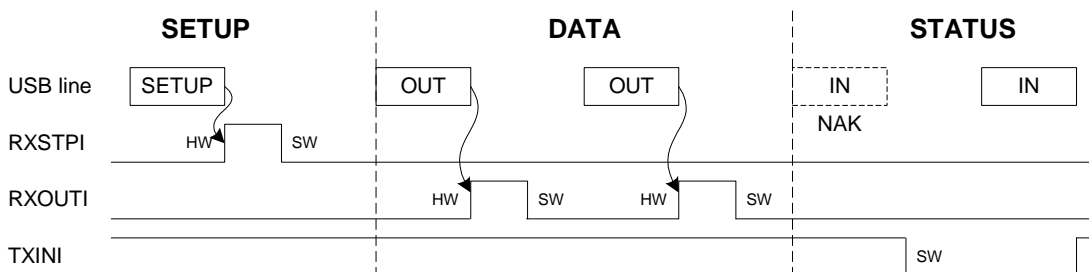 SETUP DATA STATUS
USB line SETUP OUT OUT IN IN
NAK
RXSTPI HW SW
RXOUTI HW SW HW SW
TXINI SW